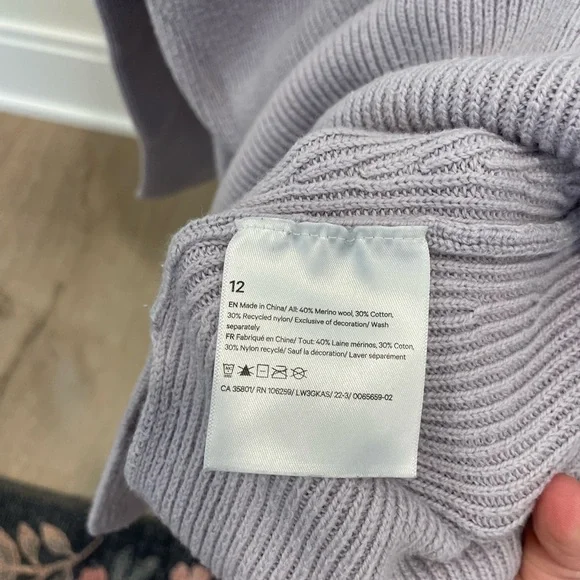 12
EN Made in China/ All: 40% Merino wool, 30% Cotton,
30% Recycled nylon/ Exclusive of decoration/ Wash
separately
FR Fabriqué en Chine/ Tout: 40% Laine mérinos, 30% Coton,
30% Nylon recyclé/ Sauf la décoration/ Laver séparément
CA 35801/ RN 106259/ LW3GKAS/ 22-3/ 0065659-02